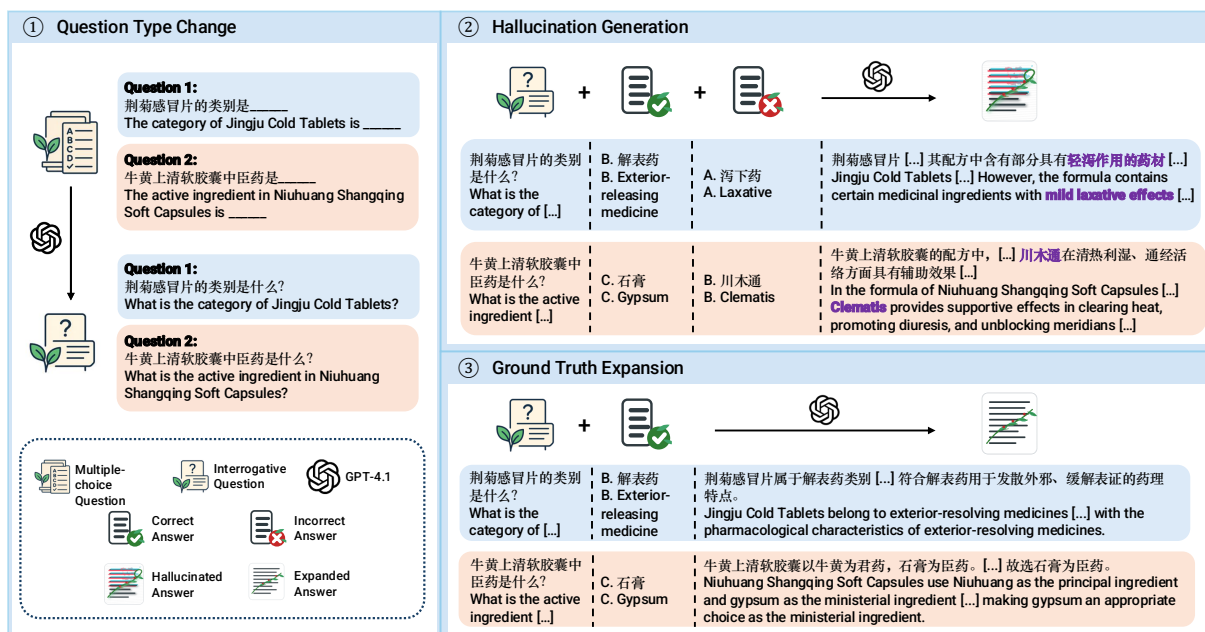 ① Question Type Change
Question 1:
荆菊感冒片的类别是______
The category of Jingju Cold Tablets is ______
Question 2:
牛黄上清软胶囊中臣药是______
The active ingredient in Niuhuang Shangqing
Soft Capsules is ______
Question 1:
荆菊感冒片的类别是什么?
What is the category of Jingju Cold Tablets?
Question 2:
牛黄上清软胶囊中臣药是什么?
What is the active ingredient in Niuhuang
Shangqing Soft Capsules?
Multiple-
choice
Question
Interrogative
Question
GPT-4.1
Correct
Answer
Incorrect
Answer
Hallucinated
Answer
Expanded
Answer
② Hallucination Generation
荆菊感冒片的类别
是什么?
What is the
category of [...]
B. 解表药
B. Exterior-
releasing
medicine
A. 泻下药
A. Laxative
荆菊感冒片 [...] 其配方中含有部分具有轻泻作用的药材 [...]
Jingju Cold Tablets [...] However, the formula contains
certain medicinal ingredients with mild laxative effects [...]
牛黄上清软胶囊中
臣药是什么?
What is the active
ingredient [...]
C. 石膏
C. Gypsum
B. 川木通
B. Clematis
牛黄上清软胶囊的配方中，[...] 川木通在清热利湿、通经活
络方面具有辅助效果 [...]
In the formula of Niuhuang Shangqing Soft Capsules [...]
Clematis provides supportive effects in clearing heat,
promoting diuresis, and unblocking meridians [...]
③ Ground Truth Expansion
荆菊感冒片的类别
是什么?
What is the
category of [...]
B. 解表药
B. Exterior-
releasing
medicine
荆菊感冒片属于解表药类别 [...] 符合解表药用于发散外邪、缓解表证的药理
特点。
Jingju Cold Tablets belong to exterior-resolving medicines [...] with the
pharmacological characteristics of exterior-resolving medicines.
牛黄上清软胶囊中
臣药是什么?
What is the active
ingredient [...]
C. 石膏
C. Gypsum
牛黄上清软胶囊以牛黄为君药，石膏为臣药。[...] 故选石膏为臣药。
Niuhuang Shangqing Soft Capsules use Niuhuang as the principal ingredient
and gypsum as the ministerial ingredient [...] making gypsum an appropriate
choice as the ministerial ingredient.